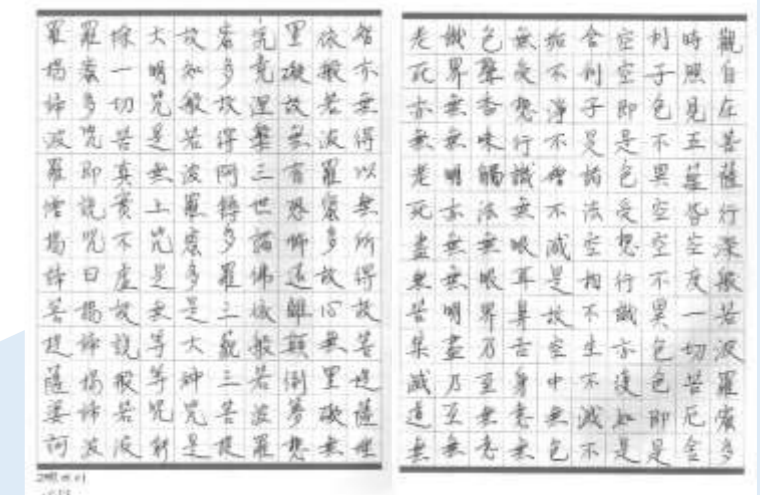 觀自在菩薩行深般若波羅蜜多
時照見五蘊皆空度一切苦厄舍
利子色不異空空不異色色即是
空空即是色受想行識亦復如是
舍利子是諸法空相不生不滅不
垢不淨不增不減是故空中無色
無受想行識無眼耳鼻舌身意無
色聲香味觸法無眼界乃至無意
識界無無明亦無無明盡乃至無
老死亦無老死盡無苦集滅道無
智亦無得以無所得故菩提薩埵
依般若波羅蜜多故心無罣礙無
罣礙故無有恐怖遠離顛倒夢想
究竟涅槃三世諸佛依般若波羅
蜜多故得阿耨多羅三藐三菩提
故知般若波羅蜜多是大神咒是
大明咒是無上咒是無等等咒能
除一切苦真實不虛故說般若波
羅蜜多咒即說咒曰揭諦揭諦波
羅揭諦波羅僧揭諦菩提薩婆訶